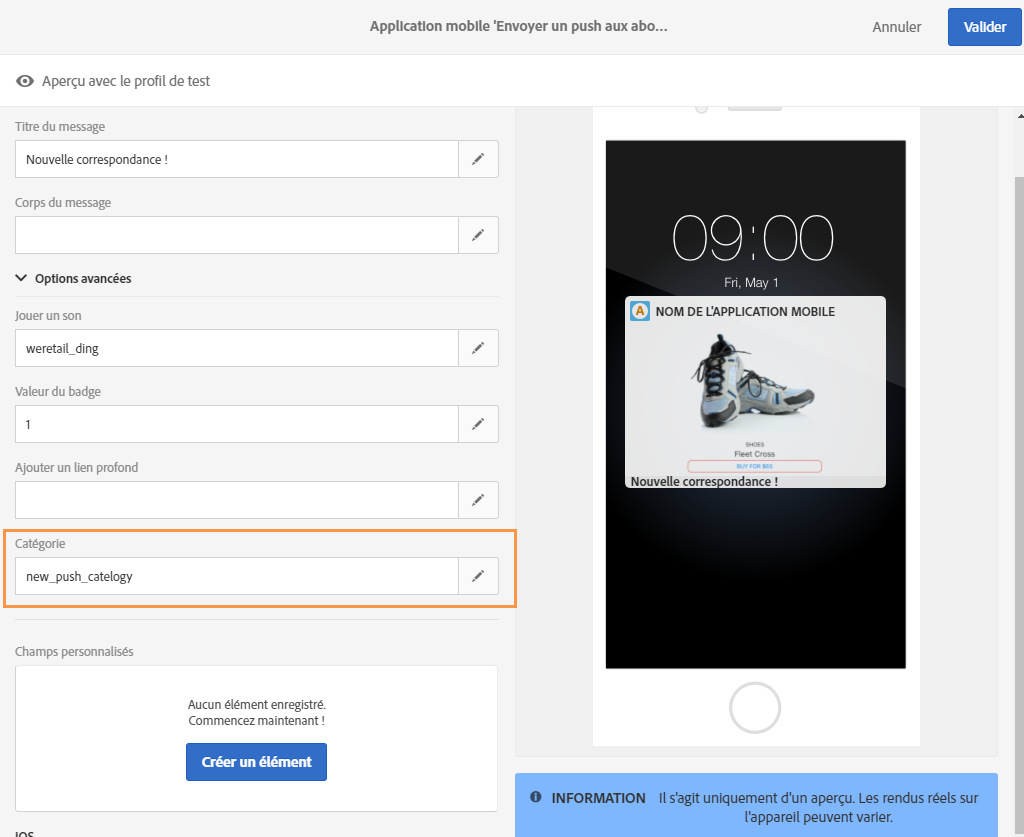 Application mobile 'Envoyer un push aux abo...
Annuler
Valider
Aperçu avec le profil de test
Titre du message
Nouvelle correspondance !
Corps du message
Options avancées
Jouer un son
weretail_ding
Valeur du badge
1
Ajouter un lien profond
Catégorie
new_push_catelogy
Champs personnalisés
Aucun élément enregistré.
Commencez maintenant !
Créer un élément
iOS
09:00
Fri, May 1
A NOM DE L'APPLICATION MOBILE
SHOES
Fleet Cross
BUY FOR $65
Nouvelle correspondance !
INFORMATION Il s'agit uniquement d'un aperçu. Les rendus réels sur
l'appareil peuvent varier.